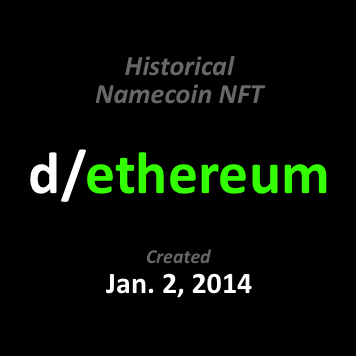 Historical
Namecoin NFT
d/ethereum
Created
Jan. 2, 2014